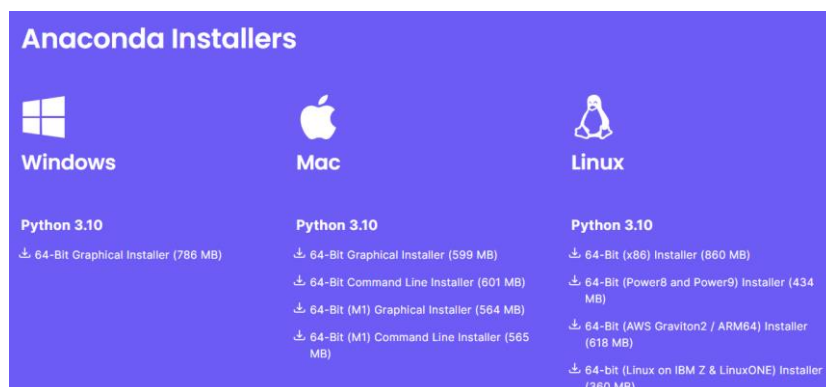 Anaconda Installers
Windows
Python 3.10
64-Bit Graphical Installer (786 MB)
Mac
Python 3.10
64-Bit Graphical Installer (599 MB)
64-Bit Command Line Installer (601 MB)
64-Bit (M1) Graphical Installer (564 MB)
64-Bit (M1) Command Line Installer (565
MB)
Linux
Python 3.10
64-Bit (x86) Installer (860 MB)
64-Bit (Power8 and Power9) Installer (434
MB)
64-Bit (AWS Graviton2 / ARM64) Installer
(618 MB)
64-bit (Linux on IBM Z & LinuxONE) Installer
(360 MB)